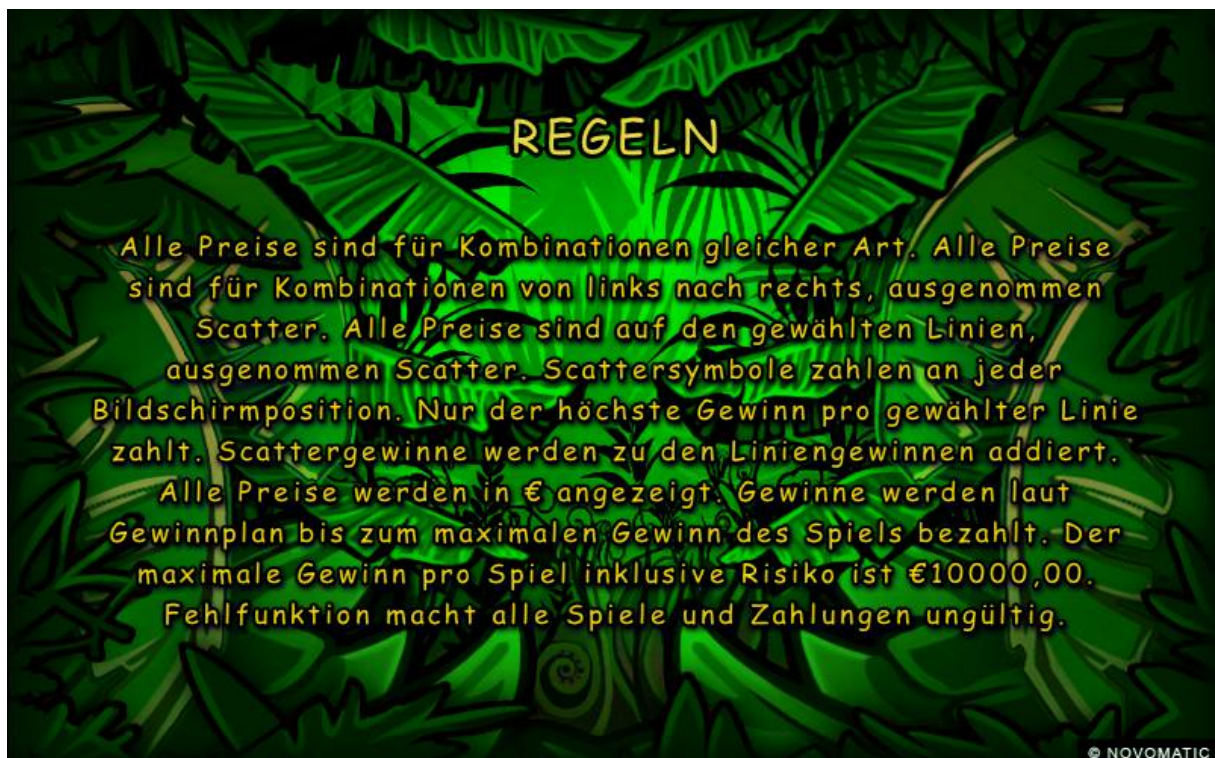 REGELN
Alle Preise sind für Kombinationen gleicher Art. Alle Preise
sind für Kombinationen von links nach rechts, ausgenommen
Scatter. Alle Preise sind auf den gewählten Linien,
ausgenommen Scatter. Scattersymbole zahlen an jeder
Bildschirmposition. Nur der höchste Gewinn pro gewählter Linie
zahlt. Scattergewinne werden zu den Liniengewinnen addiert.
Alle Preise werden in € angezeigt. Gewinne werden laut
Gewinnplan bis zum maximalen Gewinn des Spiels bezahlt. Der
maximale Gewinn pro Spiel inklusive Risiko ist €10000,00.
Fehlfunktion macht alle Spiele und Zahlungen ungültig.
© NOVOMATIC